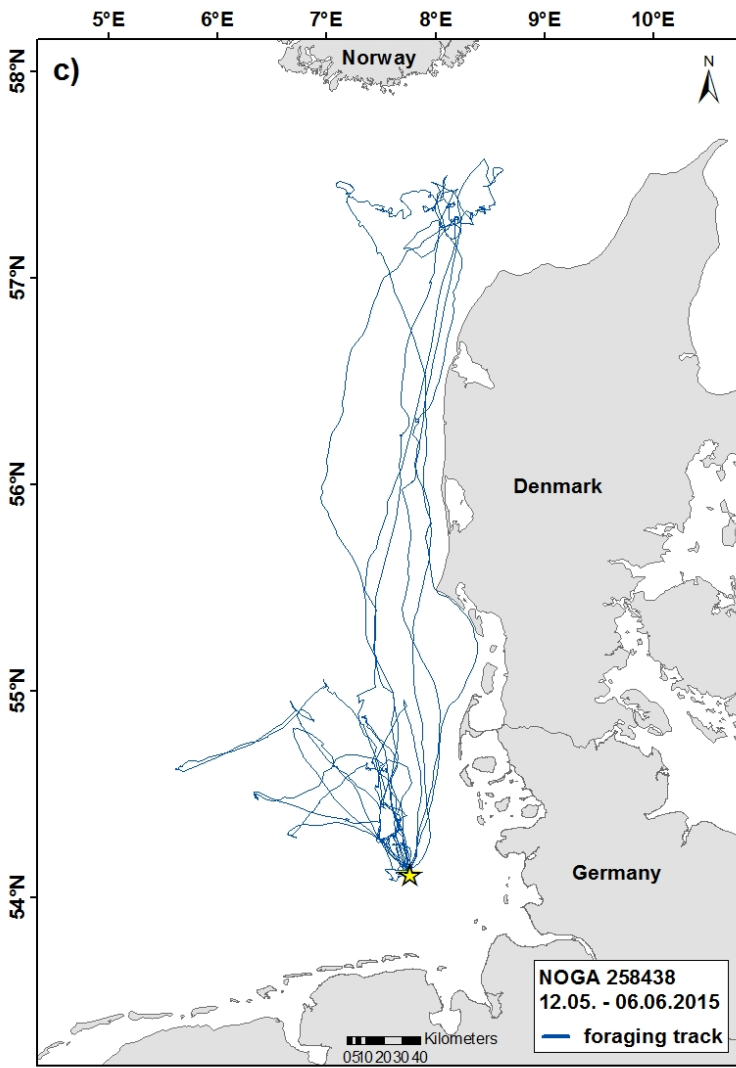 5°E 6°E 7°E 8°E 9°E 10°E
58°N
c)
Norway
N
57°N
56°N
Denmark
55°N
54°N
Germany
NOGA 258438
12.05. - 06.06.2015
foraging track
Kilometers
0510 20 30 40